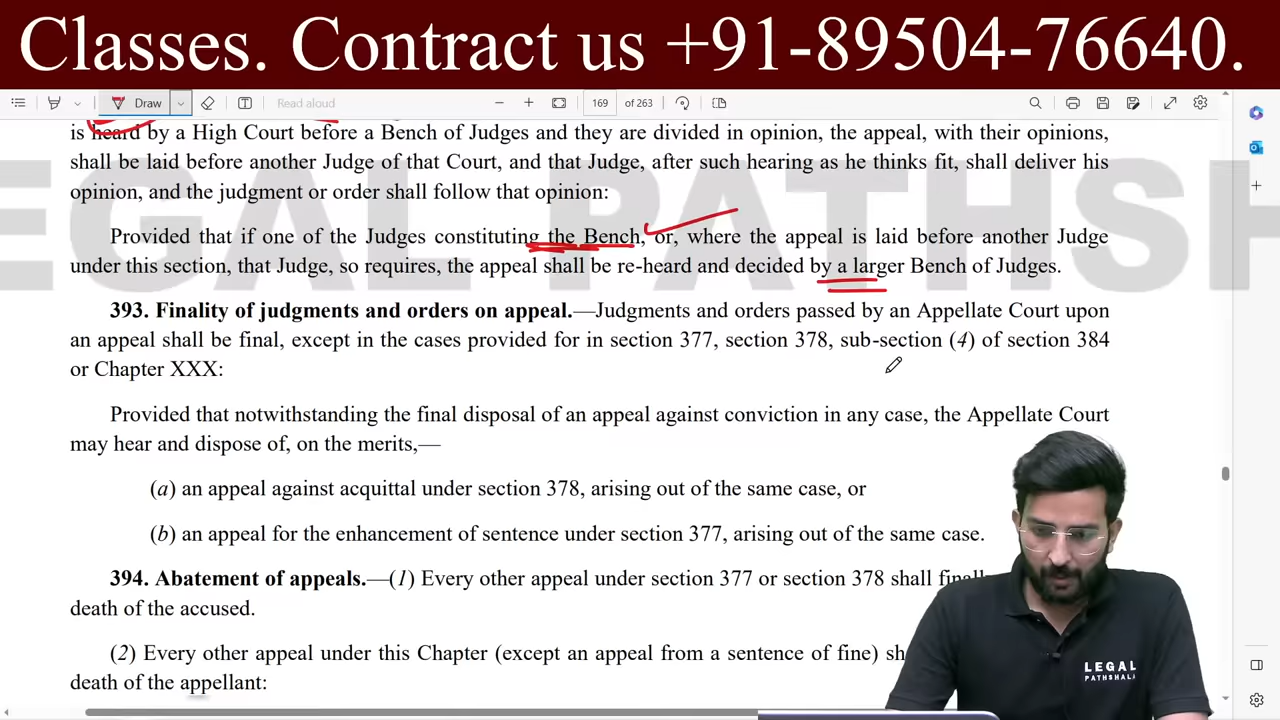 Classes. Contract us +91-89504-76640.
Draw
Read aloud
169 of 263
is heard by a High Court before a Bench of Judges and they are divided in opinion, the appeal, with their opinions,
shall be laid before another Judge of that Court, and that Judge, after such hearing as he thinks fit, shall deliver his
opinion, and the judgment or order shall follow that opinion:
Provided that if one of the Judges constituting the Bench, or, where the appeal is laid before another Judge
under this section, that Judge, so requires, the appeal shall be re-heard and decided by a larger Bench of Judges.
393. Finality of judgments and orders on appeal.—Judgments and orders passed by an Appellate Court upon
an appeal shall be final, except in the cases provided for in section 377, section 378, sub-section (4) of section 384
or Chapter XXX:
Provided that notwithstanding the final disposal of an appeal against conviction in any case, the Appellate Court
may hear and dispose of, on the merits,—
(a) an appeal against acquittal under section 378, arising out of the same case, or
(b) an appeal for the enhancement of sentence under section 377, arising out of the same case.
394. Abatement of appeals.—(1) Every other appeal under section 377 or section 378 shall
death of the accused.
(2) Every other appeal under this Chapter (except an appeal from a sentence of fine)
death of the appellant:
LEGAL
PATHSHALA